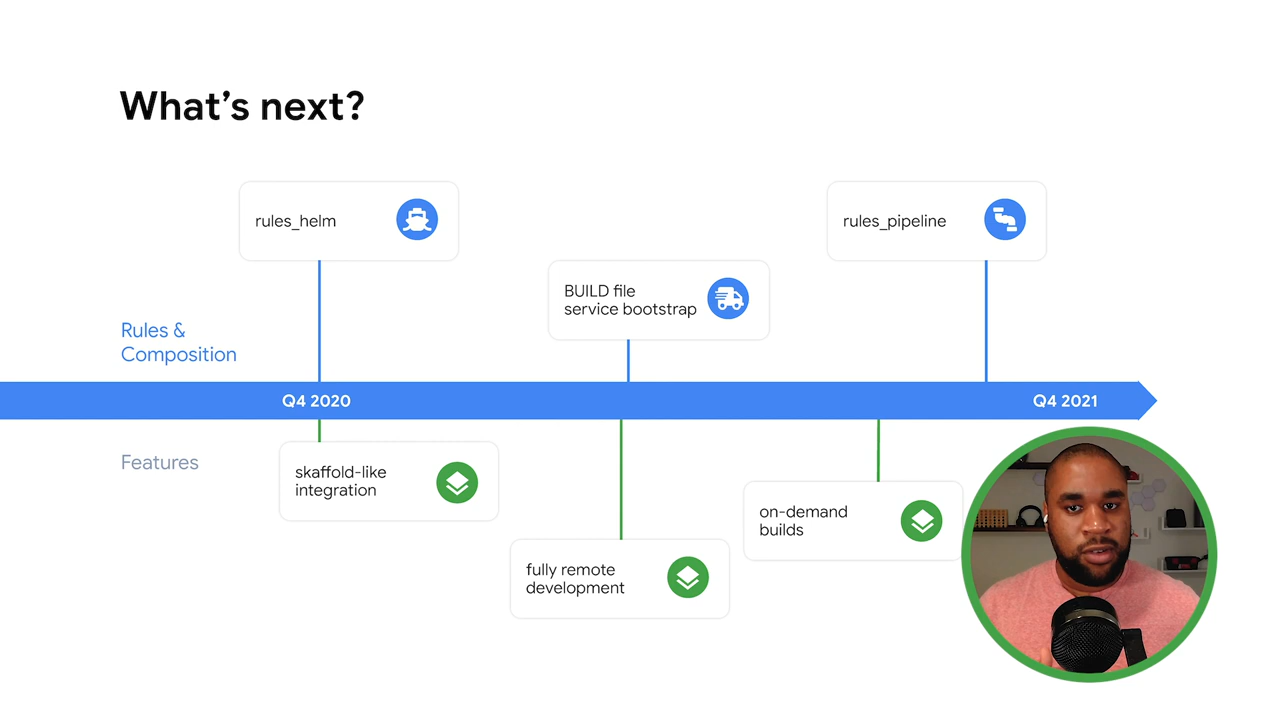 What's next?
rules_helm
rules_pipeline
BUILD file
service bootstrap
Rules &
Composition
Q4 2020
Q4 2021
Features
skaffold-like
integration
on-demand
builds
fully remote
development